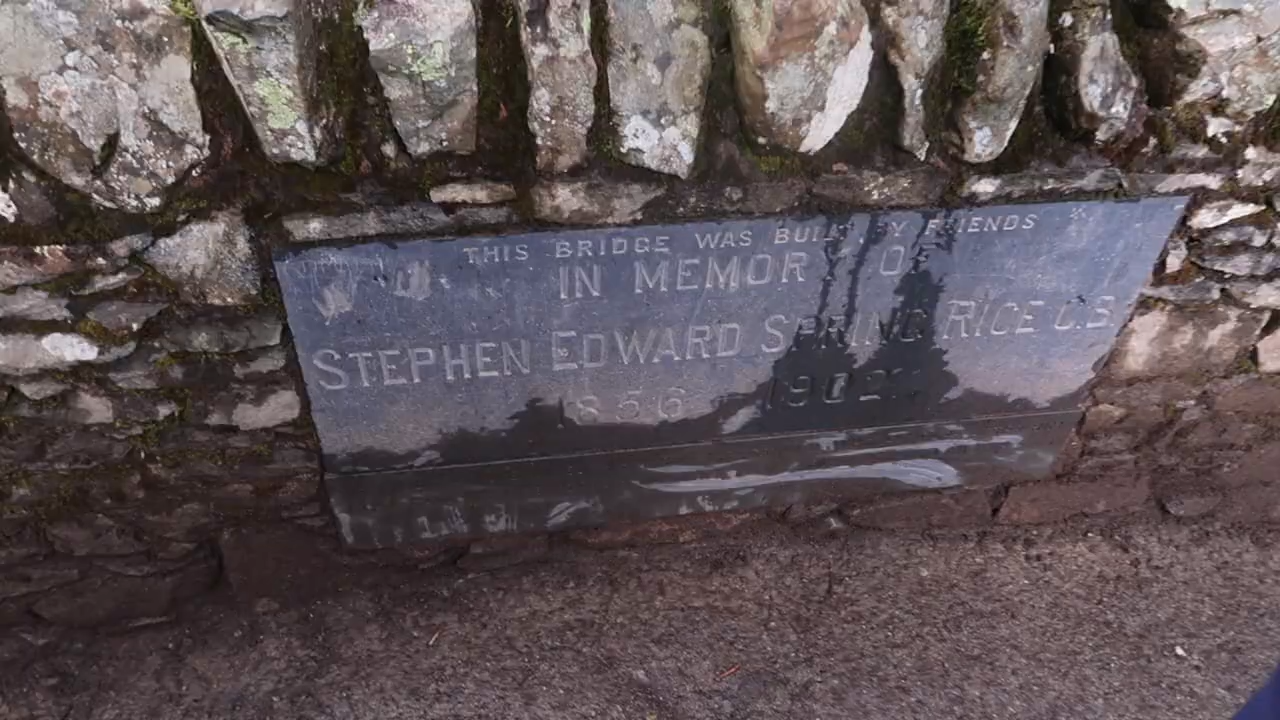 THIS BRIDGE WAS BUILT BY FRIENDS
IN MEMORY OF
STEPHEN EDWARD SPRING RICE C.B
1856 - 1902